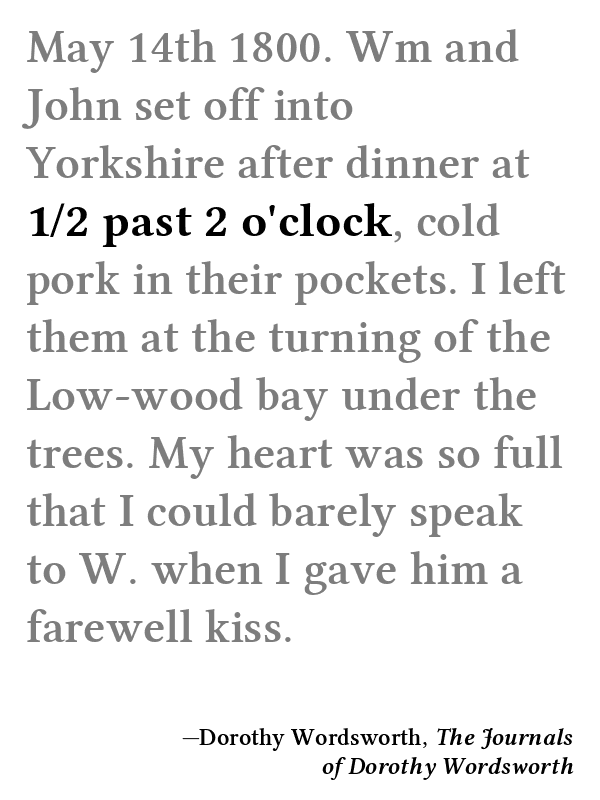 May 14th 1800. Wm and
John set off into
Yorkshire after dinner at
1/2 past 2 o'clock, cold
pork in their pockets. I left
them at the turning of the
Low-wood bay under the
trees. My heart was so full
that I could barely speak
to W. when I gave him a
farewell kiss.
—Dorothy Wordsworth, The Journals
of Dorothy Wordsworth